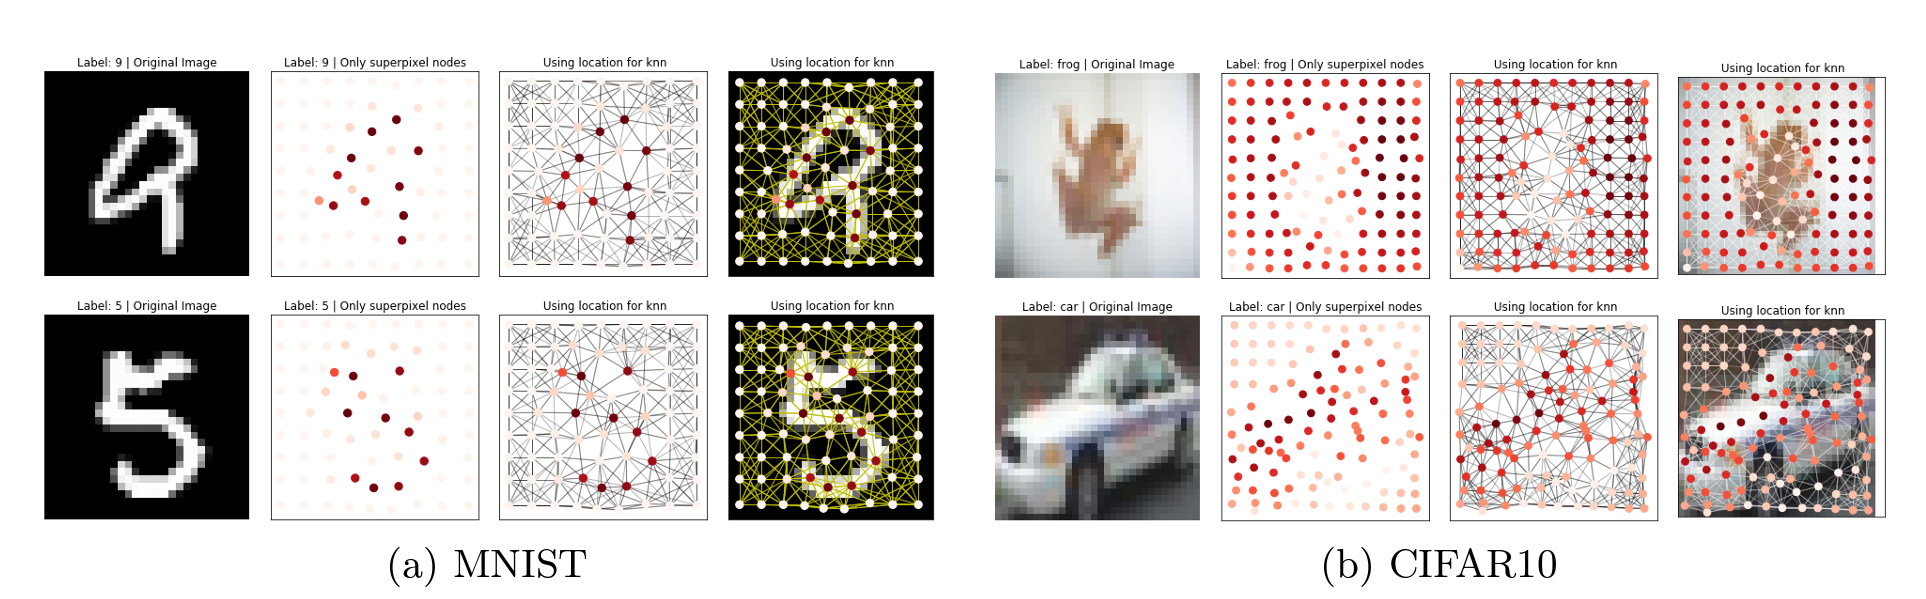 Label: 9 | Original Image
Label: 9 | Only superpixel nodes
Using location for knn
Using location for knn
Label: 5 | Original Image
Label: 5 | Only superpixel nodes
Using location for knn
Using location for knn
(a) MNIST
Label: frog | Original Image
Label: frog | Only superpixel nodes
Using location for knn
Using location for knn
Label: car | Original Image
Label: car | Only superpixel nodes
Using location for knn
Using location for knn
(b) CIFAR10